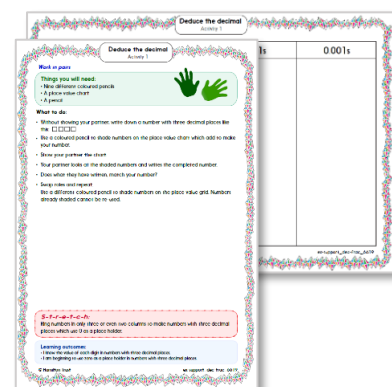 Deduce the decimal
Activity 1
1s
0.001s
Deduce the decimal
Activity 1
Work in pairs
Things you will need:
• Nine different coloured pencils
• A place value chart
• A pencil
What to do:
• Without showing your partner, write down a number with three decimal places like
this □.□□□
• Use a coloured pencil to shade numbers on the place value chart which add to make
your number.
• Show your partner the chart.
• Your partner looks at the shaded numbers and writes the completed number.
• Does what they have written, match your number?
• Swap roles and repeat.
Use a different coloured pencil to shade numbers on the place value grid. Numbers
already shaded cannot be re used.
S-t-r-e-t-c-h:
Ring numbers in only three or even two columns to make numbers with three decimal
places which use 0 as a place holder.
Learning outcomes:
• I know the value of each digit in numbers with three decimal places.
• I am beginning to use zero as a place holder in numbers with three decimal places.
© Hamilton Trust